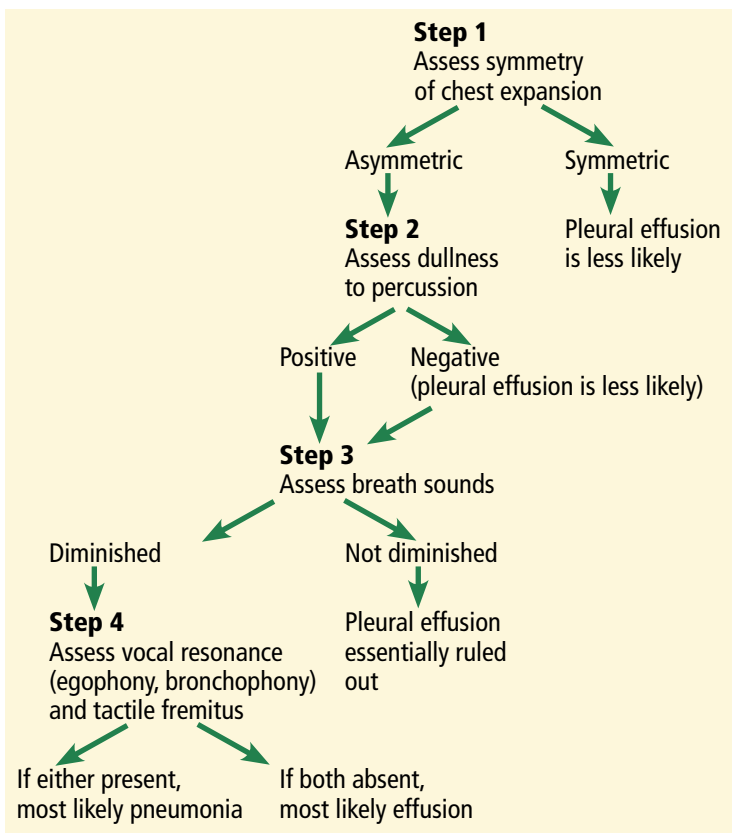 Step 1
Assess symmetry
of chest expansion
Asymmetric
Symmetric
Step 2
Assess dullness
to percussion
Pleural effusion
is less likely
Positive
Negative
(pleural effusion is less likely)
Step 3
Assess breath sounds
Diminished
Not diminished
Step 4
Assess vocal resonance
(egophony, bronchophony)
and tactile fremitus
Pleural effusion
essentially ruled
out
If either present,
most likely pneumonia
If both absent,
most likely effusion